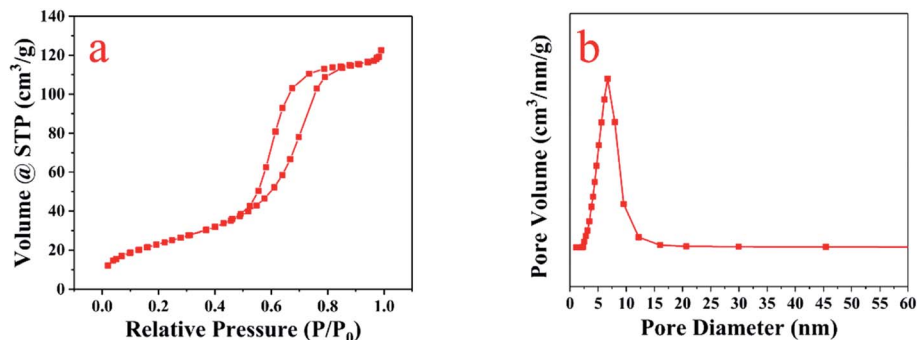 a
Volume @ STP (cm³/g)
140
120
100
80
60
40
20
0
0.0 0.2 0.4 0.6 0.8 1.0
Relative Pressure (P/P₀)
b
Pore Volume (cm³/nm/g)
0 5 10 15 20 25 30 35 40 45 50 55 60
Pore Diameter (nm)